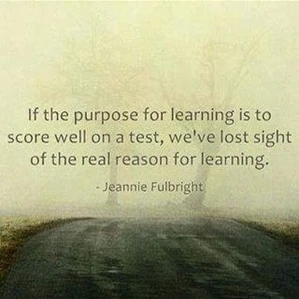 If the purpose for learning is to
score well on a test, we've lost sight
of the real reason for learning.
- Jeannie Fulbright